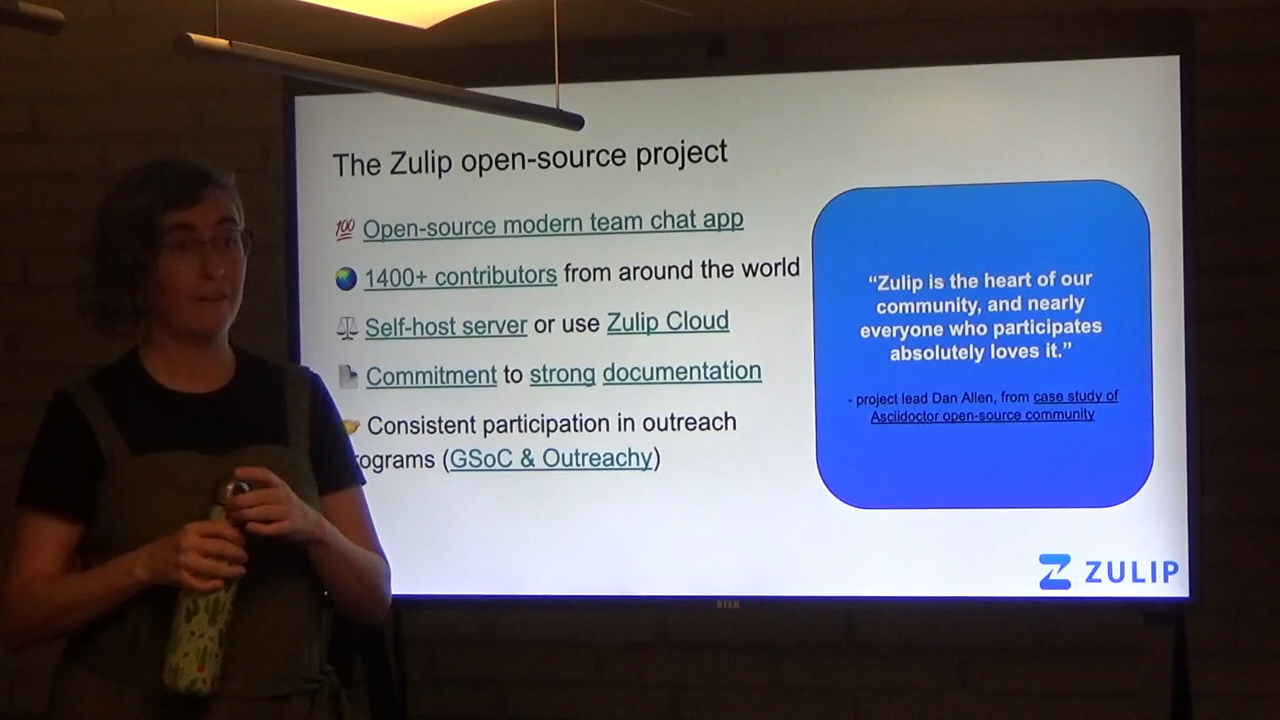 The Zulip open-source project
💯 Open-source modern team chat app
🌏 1400+ contributors from around the world
⚖ Self-host server or use Zulip Cloud
📄 Commitment to strong documentation
Consistent participation in outreach
ograms (GSoC & Outreachy)
“Zulip is the heart of our
community, and nearly
everyone who participates
absolutely loves it.”
- project lead Dan Allen, from case study of
Asciidoctor open-source community
ZULIP